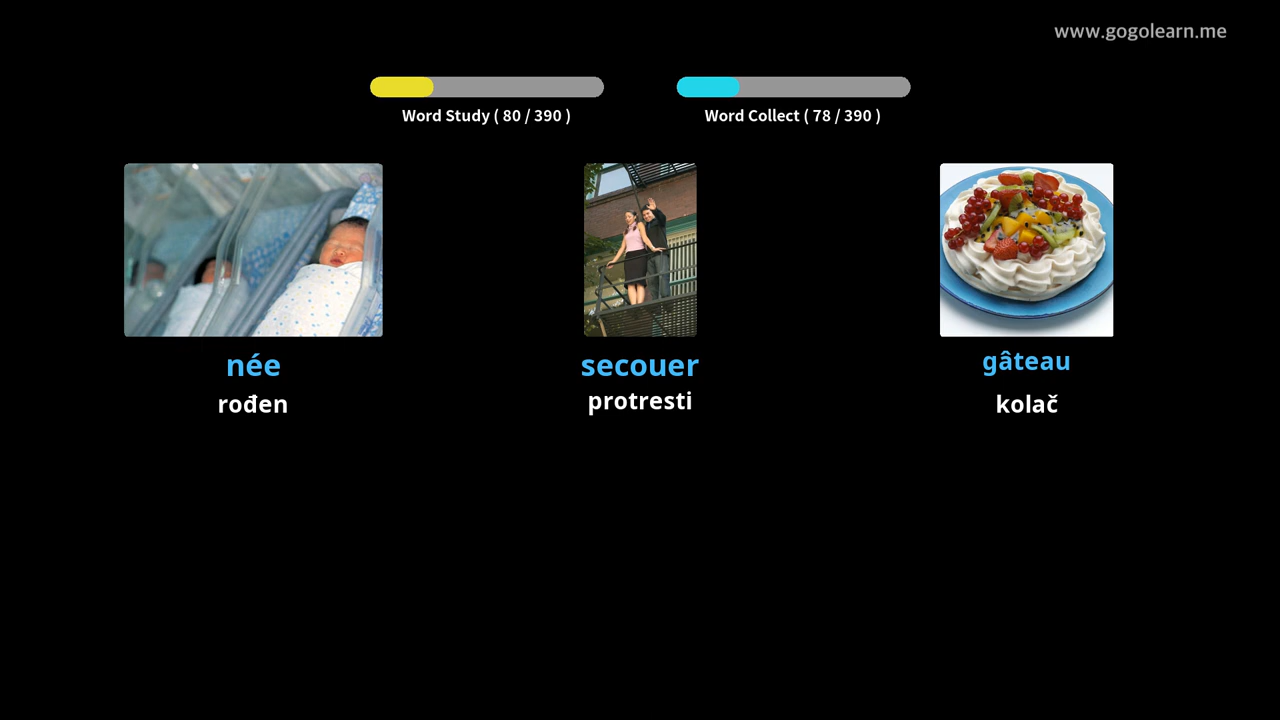 www.gogolearn.me
Word Study ( 80 / 390 )
Word Collect ( 78 / 390 )
née
secouer
gâteau
rođen
protresti
kolač